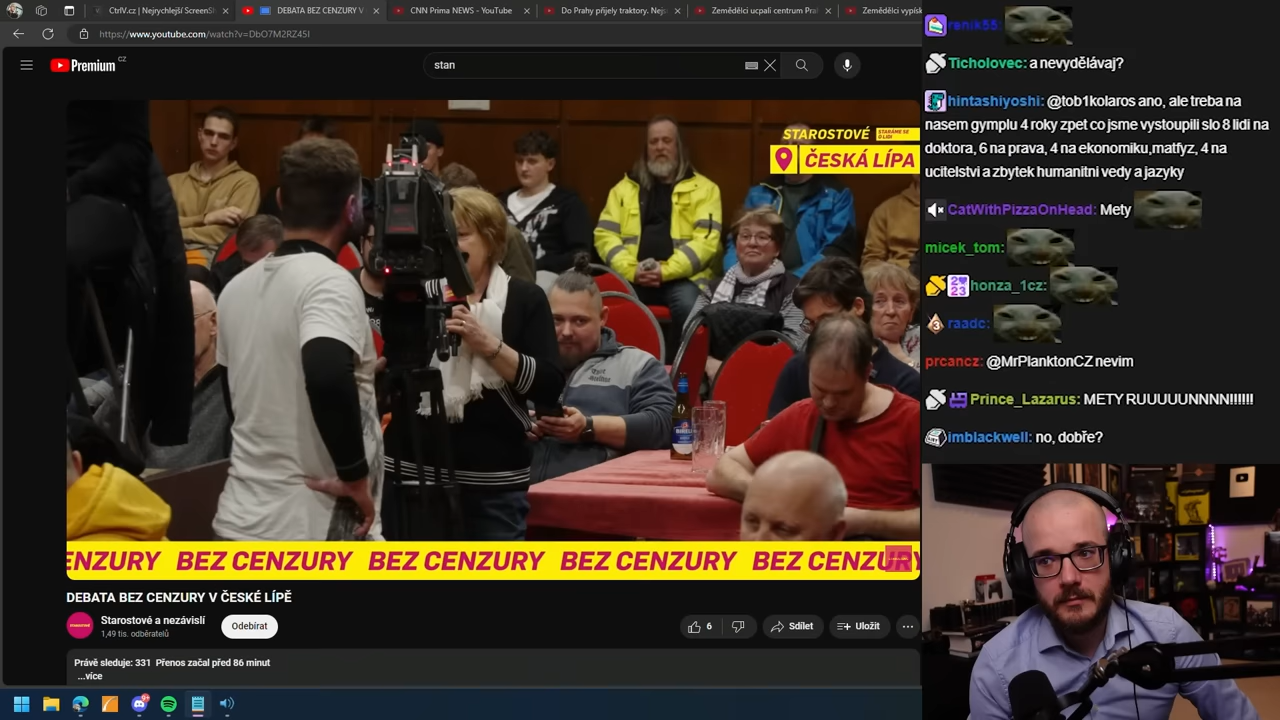 CtrlV.cz | Nejrychlejší ScreenSh
DEBATA BEZ CENZURY V
CNN Prima NEWS - YouTube
Do Prahy přijely traktory. Nejs
Zemědělci ucpali centrum Pra
Zemědělci vypísk
https://www.youtube.com/watch?v=DbO7M2RZ45I
Premium CZ
stan
STAROSTOVÉ STARÁME SE O LIDI
ČESKÁ LÍPA
ENZURY BEZ CENZURY BEZ CENZURY BEZ CENZURY BEZ CENZURY
DEBATA BEZ CENZURY V ČESKÉ LÍPĚ
Starostové a nezávislí
1,49 tis. odběratelů
Odebírat
6
Sdílet
Uložit
Právě sleduje: 331 Přenos začal před 86 minut
...více
renik55:
Ticholovec: a nevydělávaj?
hintashiyoshi: @tob1kolaros ano, ale treba na
nasem gymplu 4 roky zpet co jsme vystoupili slo 8 lidi na
doktora, 6 na prava, 4 na ekonomiku,matfyz, 4 na
ucitelstvi a zbytek humanitni vedy a jazyky
CatWithPizzaOnHead: Mety
micek_tom:
honza_1cz:
raadc:
prcancz: @MrPlanktonCZ nevim
Prince_Lazarus: METY RUUUUUNNNN!!!!!!
imblackwell: no, dobře?